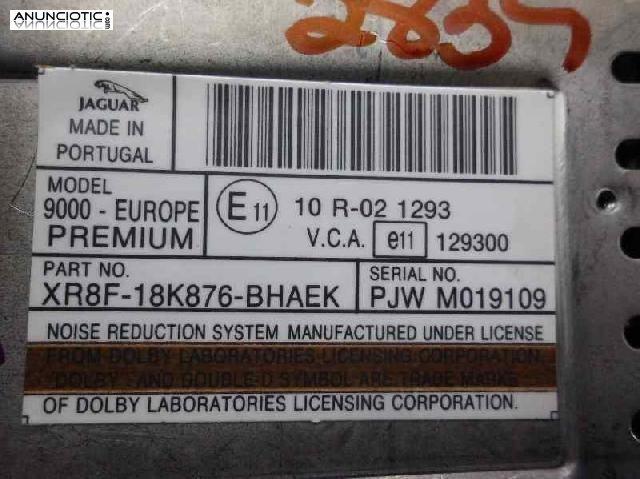 ANUNCIOTIC.com
2834
JAGUAR
MADE IN
PORTUGAL
MODEL
9000 - EUROPE
PREMIUM
E 11
10 R-02 1293
V.C.A. e11 129300
PART NO.
XR8F-18K876-BHAEK
SERIAL NO.
PJW M019109
NOISE REDUCTION SYSTEM MANUFACTURED UNDER LICENSE
FROM DOLBY LABORATORIES LICENSING CORPORATION.
"DOLBY" AND DOUBLE-D SYMBOL ARE TRADE MARKS
OF DOLBY LABORATORIES LICENSING CORPORATION.